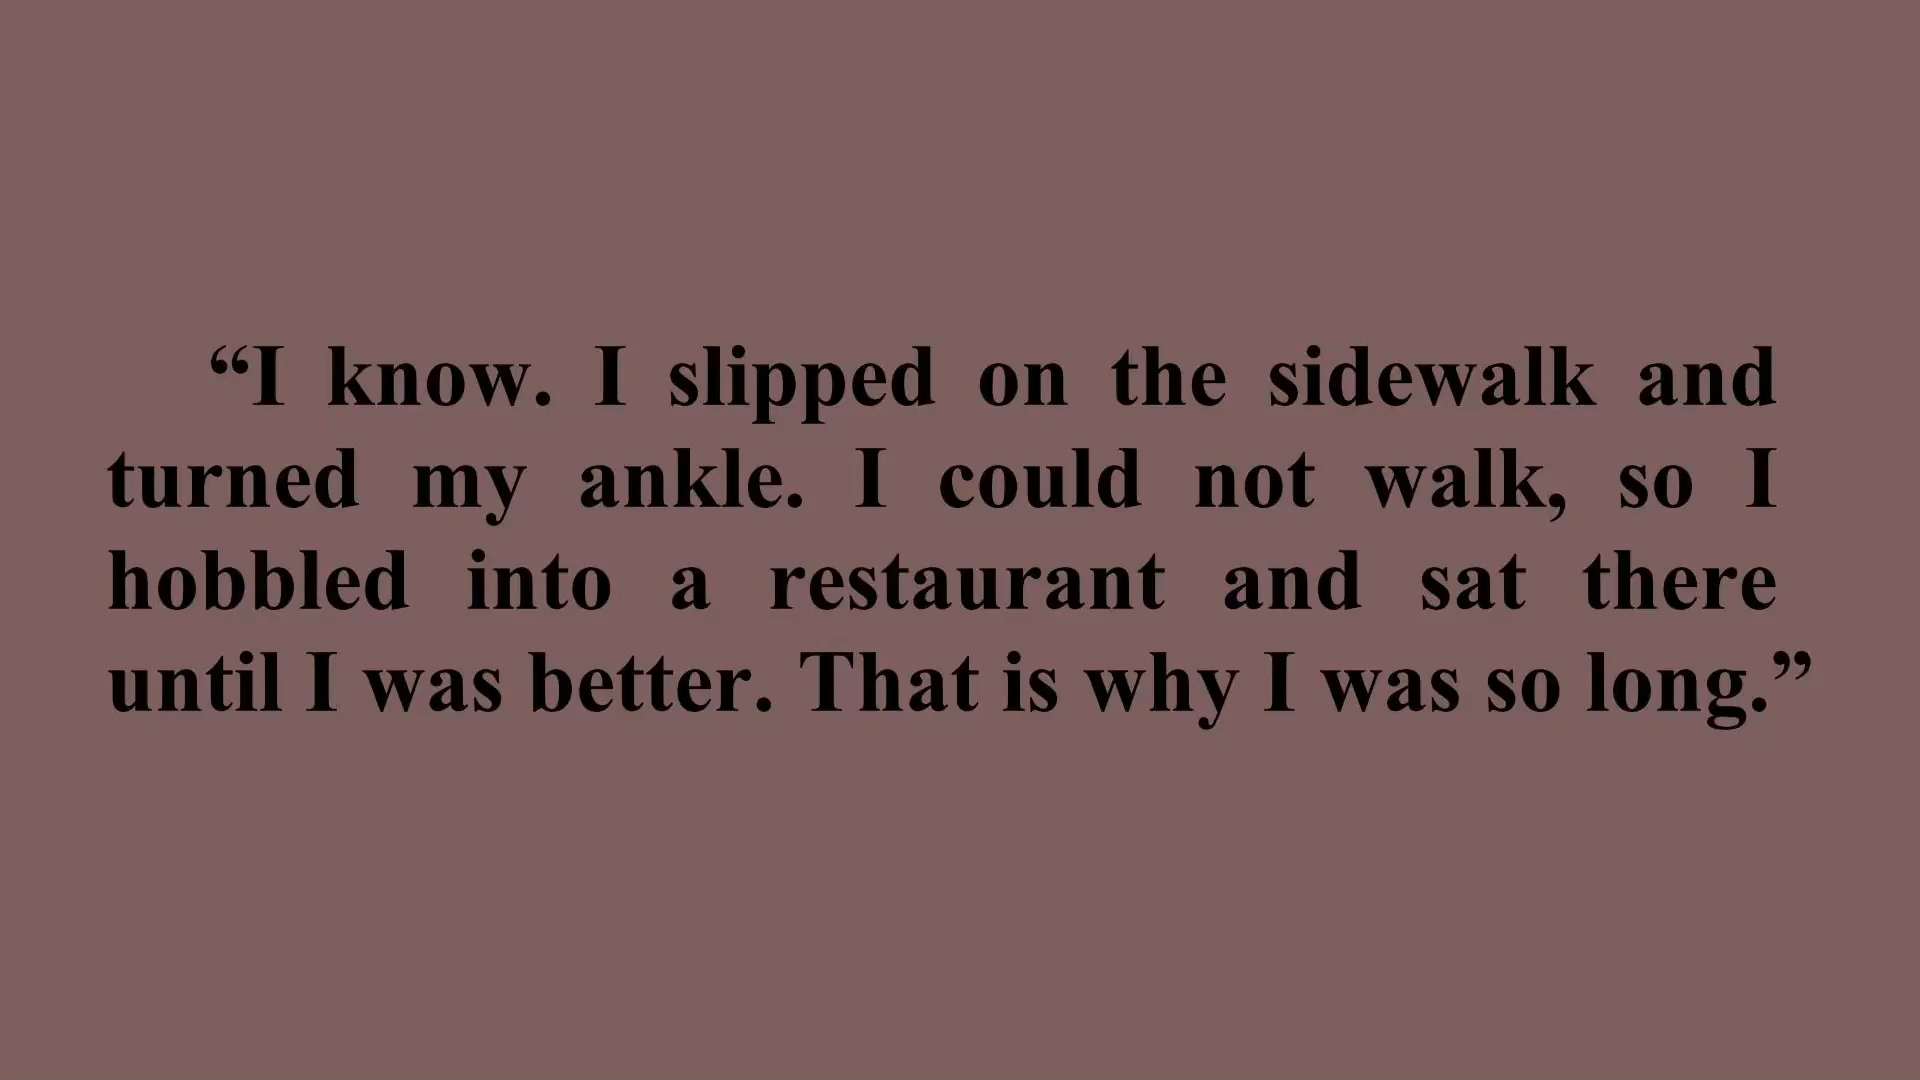 “I know. I slipped on the sidewalk and
turned my ankle. I could not walk, so I
hobbled into a restaurant and sat there
until I was better. That is why I was so long.”